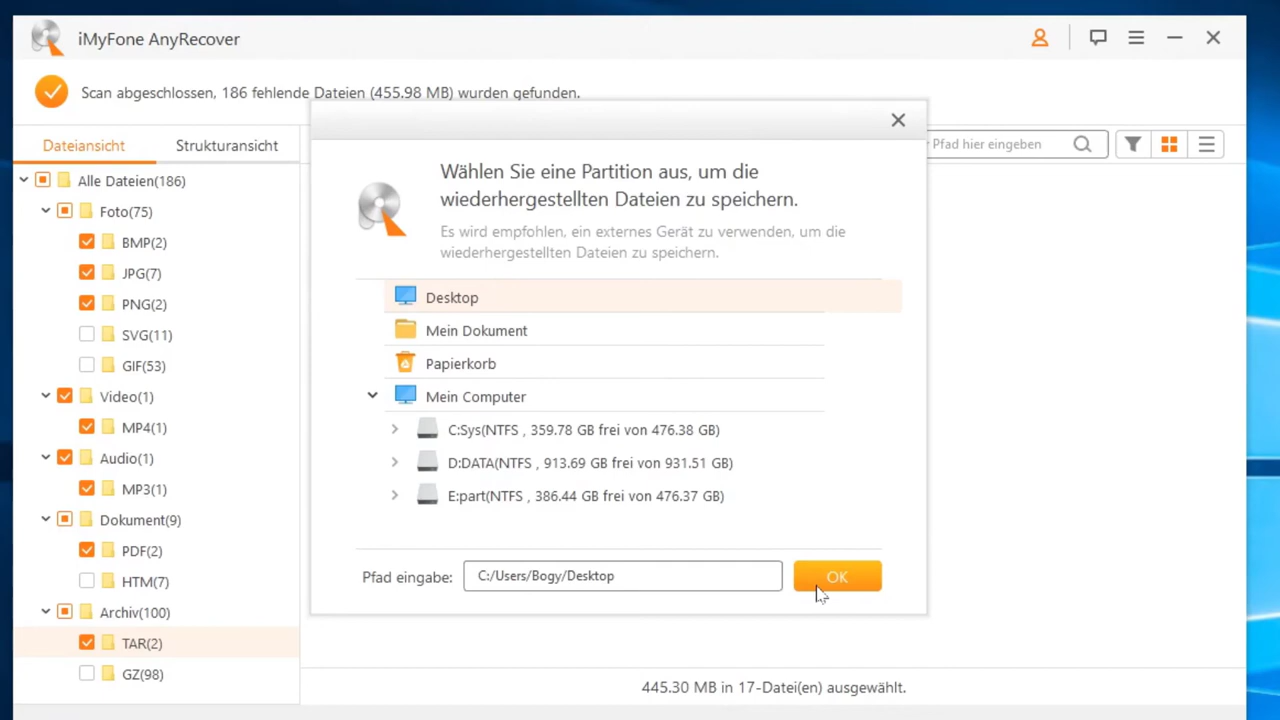 iMyFone AnyRecover
Scan abgeschlossen, 186 fehlende Dateien (455.98 MB) wurden gefunden.
Dateiansicht
Strukturansicht
Pfad hier eingeben
Alle Dateien(186)
Foto(75)
BMP(2)
JPG(7)
PNG(2)
SVG(11)
GIF(53)
Video(1)
MP4(1)
Audio(1)
MP3(1)
Dokument(9)
PDF(2)
HTM(7)
Archiv(100)
TAR(2)
GZ(98)
Wählen Sie eine Partition aus, um die
wiederhergestellten Dateien zu speichern.
Es wird empfohlen, ein externes Gerät zu verwenden, um die
wiederhergestellten Dateien zu speichern.
Desktop
Mein Dokument
Papierkorb
Mein Computer
C:Sys(NTFS , 359.78 GB frei von 476.38 GB)
D:DATA(NTFS , 913.69 GB frei von 931.51 GB)
E:part(NTFS , 386.44 GB frei von 476.37 GB)
Pfad eingabe:
C:/Users/Bogy/Desktop
OK
445.30 MB in 17-Datei(en) ausgewählt.